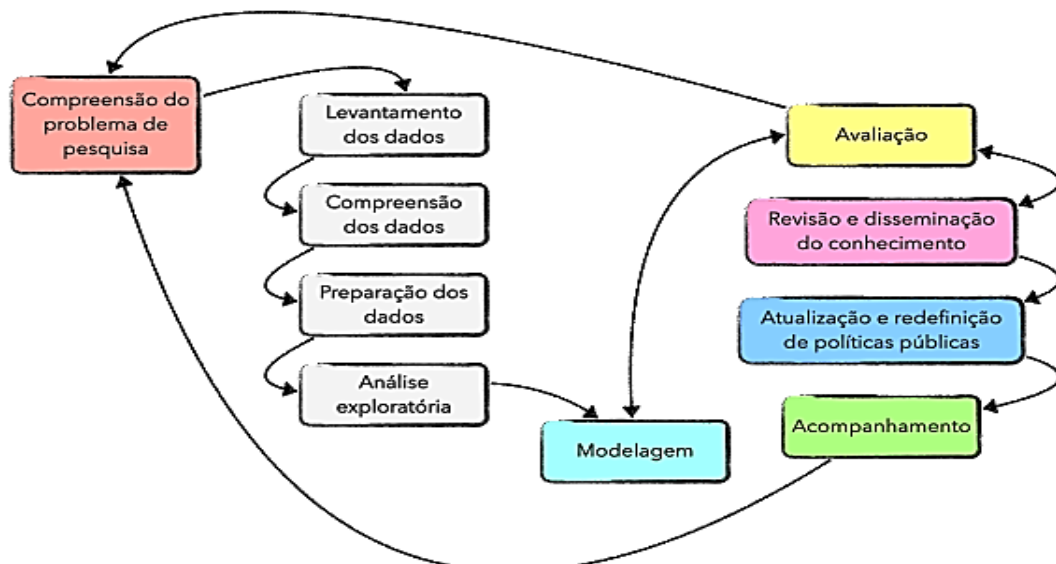 Compreensão do
problema de
pesquisa
Levantamento
dos dados
Compreensão
dos dados
Preparação dos
dados
Análise
exploratória
Modelagem
Avaliação
Revisão e disseminação
do conhecimento
Atualização e redefinição
de políticas públicas
Acompanhamento